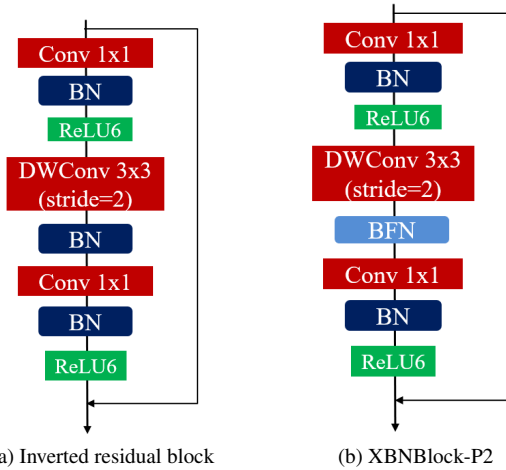 Conv 1x1
BN
ReLU6
DWConv 3x3
(stride=2)
BN
Conv 1x1
BN
ReLU6
a) Inverted residual block
Conv 1x1
BN
ReLU6
DWConv 3x3
(stride=2)
BFN
Conv 1x1
BN
ReLU6
(b) XBNBlock-P2